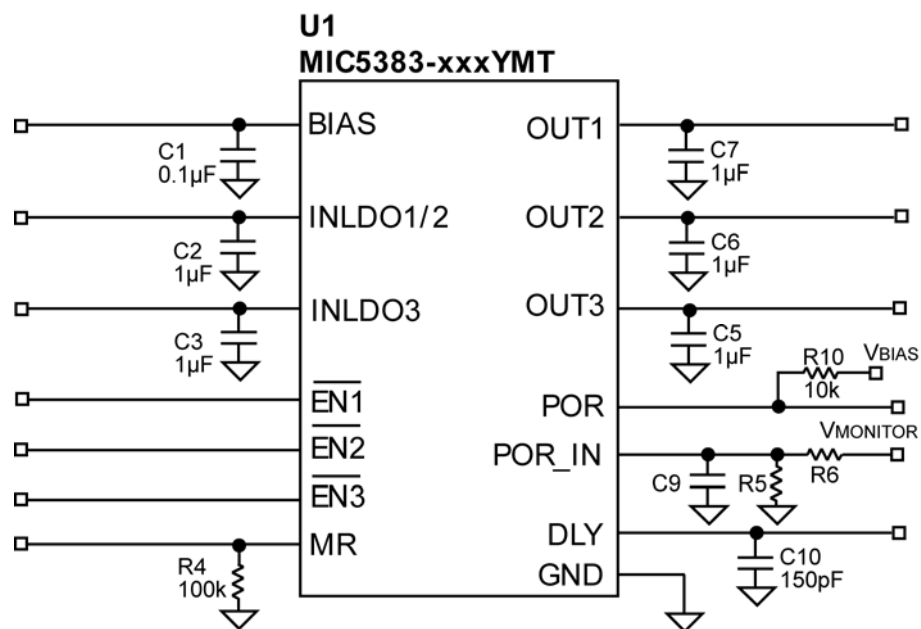 U1
MIC5383-xxxYMT
BIAS
C1
0.1µF
INLDO1/2
C2
1µF
INLDO3
C3
1µF
EN1
EN2
EN3
MR
R4
100k
OUT1
C7
1µF
OUT2
C6
1µF
OUT3
C5
1µF
R10
10k
VBIAS
POR
VMONITOR
POR_IN
C9
R5
R6
DLY
C10
150pF
GND